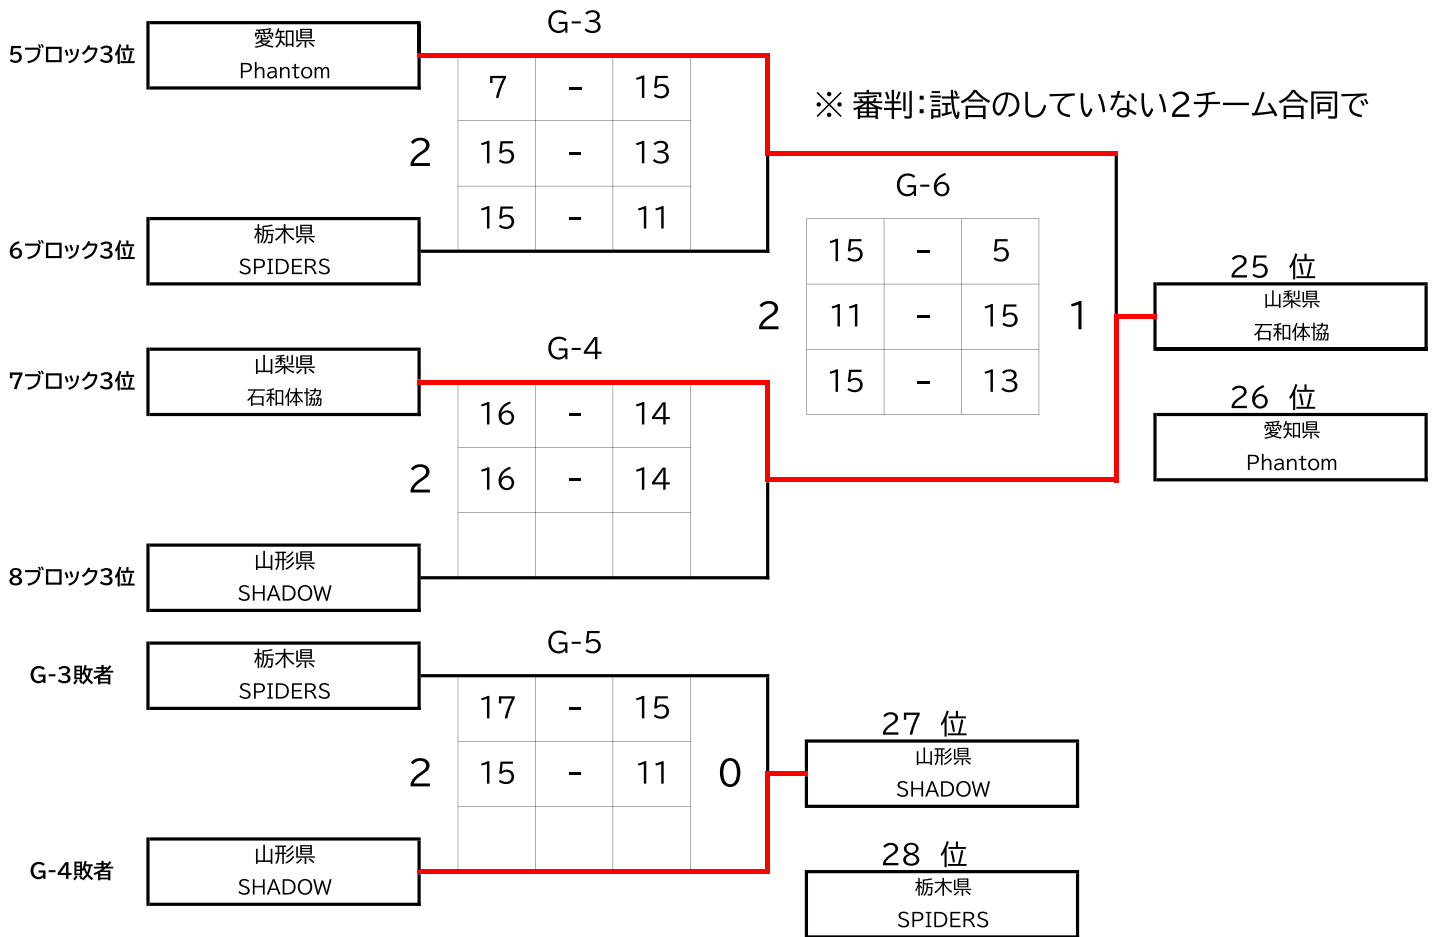 G-3
5ブロック3位
愛知県
Phantom
7 - 15
2 15 - 13
15 - 11
6ブロック3位
栃木県
SPIDERS
※ 審判：試合のしていない2チーム合同で
G-6
15 - 5
2 11 - 15 1
15 - 13
25 位
山梨県
石和体協
26 位
愛知県
Phantom
G-4
7ブロック3位
山梨県
石和体協
16 - 14
2 16 - 14
8ブロック3位
山形県
SHADOW
G-5
G-3敗者
栃木県
SPIDERS
17 - 15
2 15 - 11 0
G-4敗者
山形県
SHADOW
27 位
山形県
SHADOW
28 位
栃木県
SPIDERS